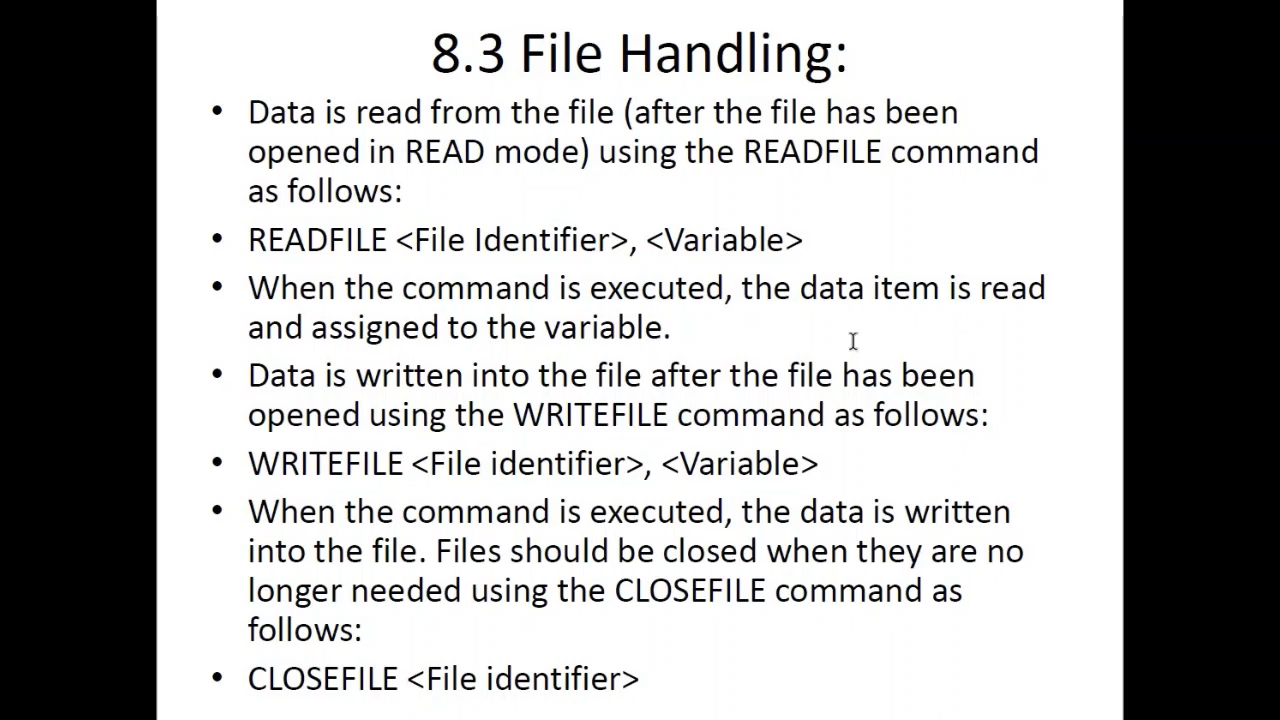 8.3 File Handling:
• Data is read from the file (after the file has been
opened in READ mode) using the READFILE command
as follows:
• READFILE <File Identifier>, <Variable>
• When the command is executed, the data item is read
and assigned to the variable.
• Data is written into the file after the file has been
opened using the WRITEFILE command as follows:
• WRITEFILE <File identifier>, <Variable>
• When the command is executed, the data is written
into the file. Files should be closed when they are no
longer needed using the CLOSEFILE command as
follows:
• CLOSEFILE <File identifier>